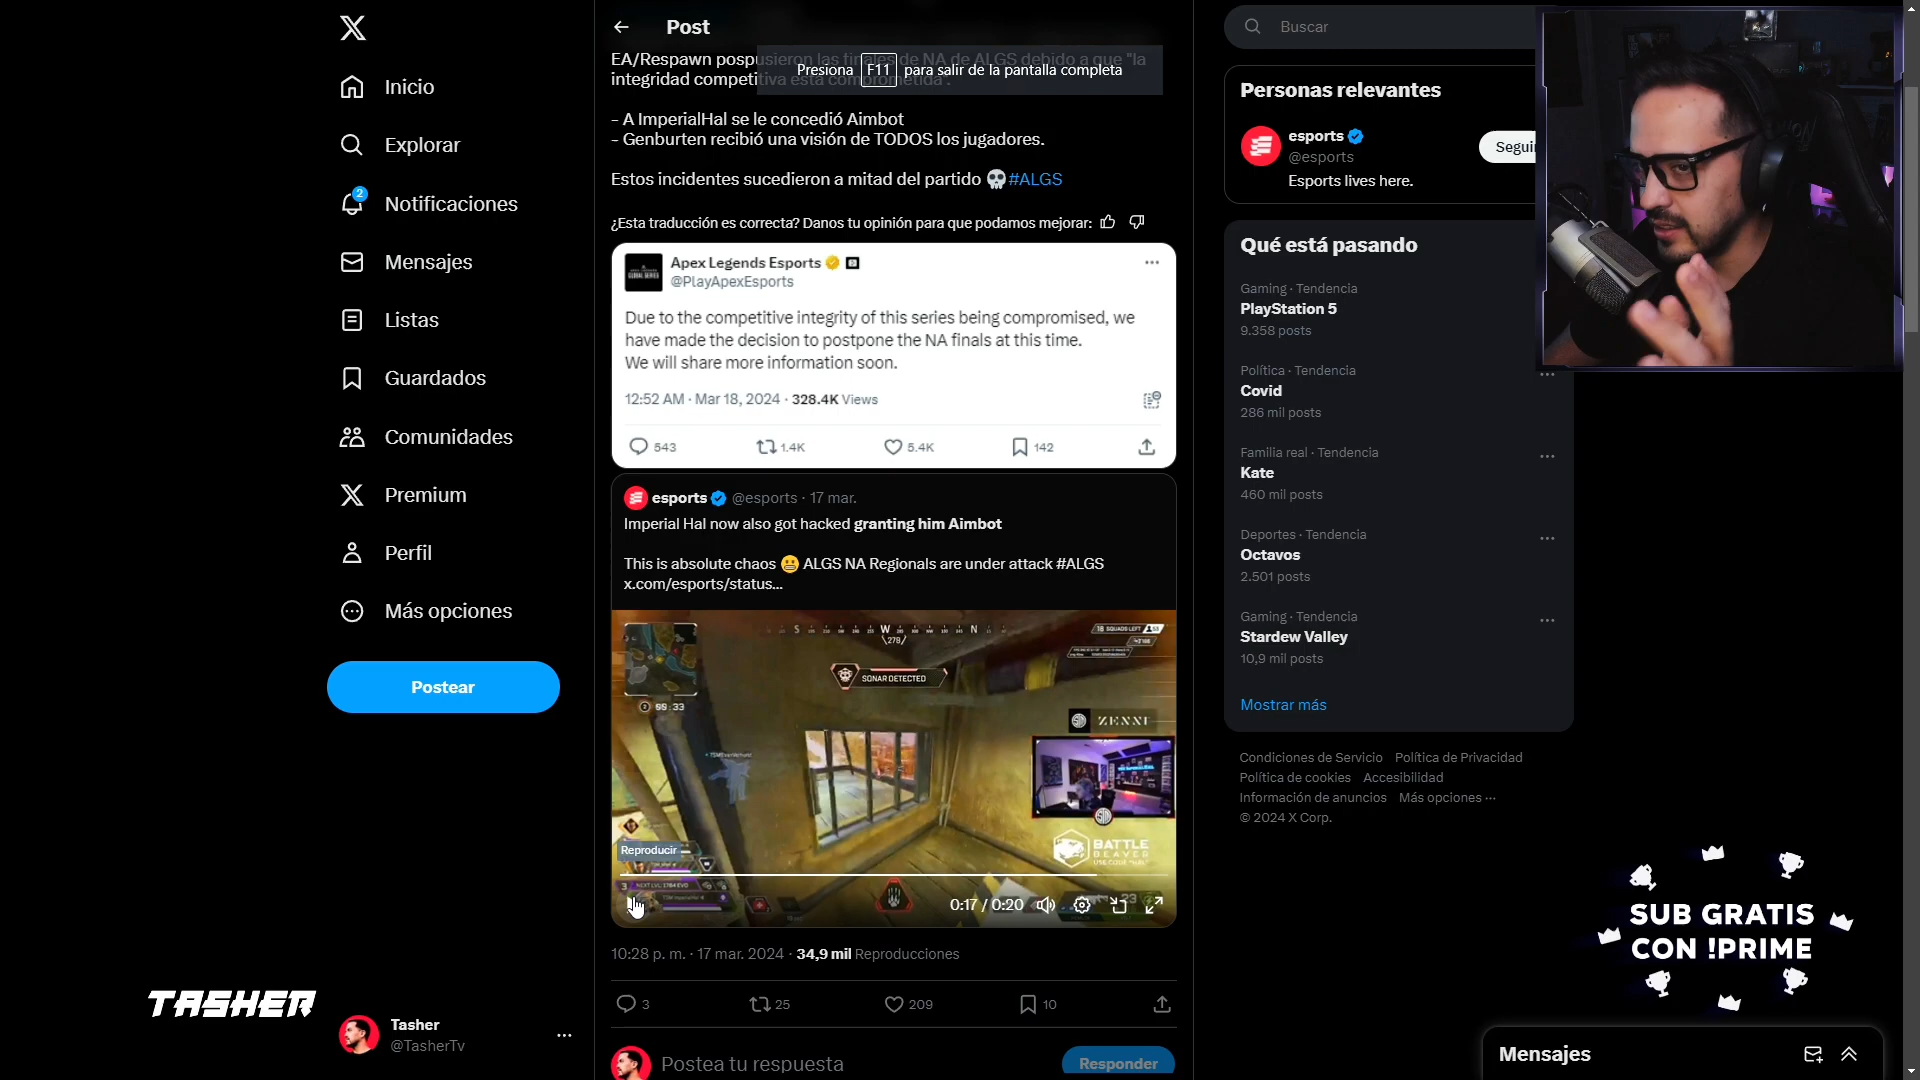 Inicio
Explorar
2
Notificaciones
Mensajes
Listas
Guardados
Comunidades
Premium
Perfil
Más opciones
Postear
TASHER
Tasher
@TasherTv
Post
EA/Respawn pospusieron las finales de NA de ALGS debido a que "la
integridad competitiva está comprometida".
Presiona F11 para salir de la pantalla completa
- A ImperialHal se le concedió Aimbot
- Genburten recibió una visión de TODOS los jugadores.
Estos incidentes sucedieron a mitad del partido 💀 #ALGS
¿Esta traducción es correcta? Danos tu opinión para que podamos mejorar:
Apex Legends Esports
@PlayApexEsports
Due to the competitive integrity of this series being compromised, we
have made the decision to postpone the NA finals at this time.
We will share more information soon.
12:52 AM · Mar 18, 2024 · 328.4K Views
543 1.4K 5.4K 142
esports @esports · 17 mar.
Imperial Hal now also got hacked granting him Aimbot
This is absolute chaos 😬 ALGS NA Regionals are under attack #ALGS
x.com/esports/status...
S W N
279
18 SQUADS LEFT
SONAR DETECTED
ZENNI
BATTLE
BEAVER
Reproducir
0:17 / 0:20
10:28 p. m. · 17 mar. 2024 · 34,9 mil Reproducciones
3 25 209 10
Postea tu respuesta
Responder
Buscar
Personas relevantes
esports
@esports
Seguir
Esports lives here.
Qué está pasando
Gaming · Tendencia
PlayStation 5
9.358 posts
Política · Tendencia
Covid
286 mil posts
Familia real · Tendencia
Kate
460 mil posts
Deportes · Tendencia
Octavos
2.501 posts
Gaming · Tendencia
Stardew Valley
10,9 mil posts
Mostrar más
Condiciones de Servicio Política de Privacidad
Política de cookies Accesibilidad
Información de anuncios Más opciones ···
© 2024 X Corp.
SUB GRATIS
CON !PRIME
Mensajes